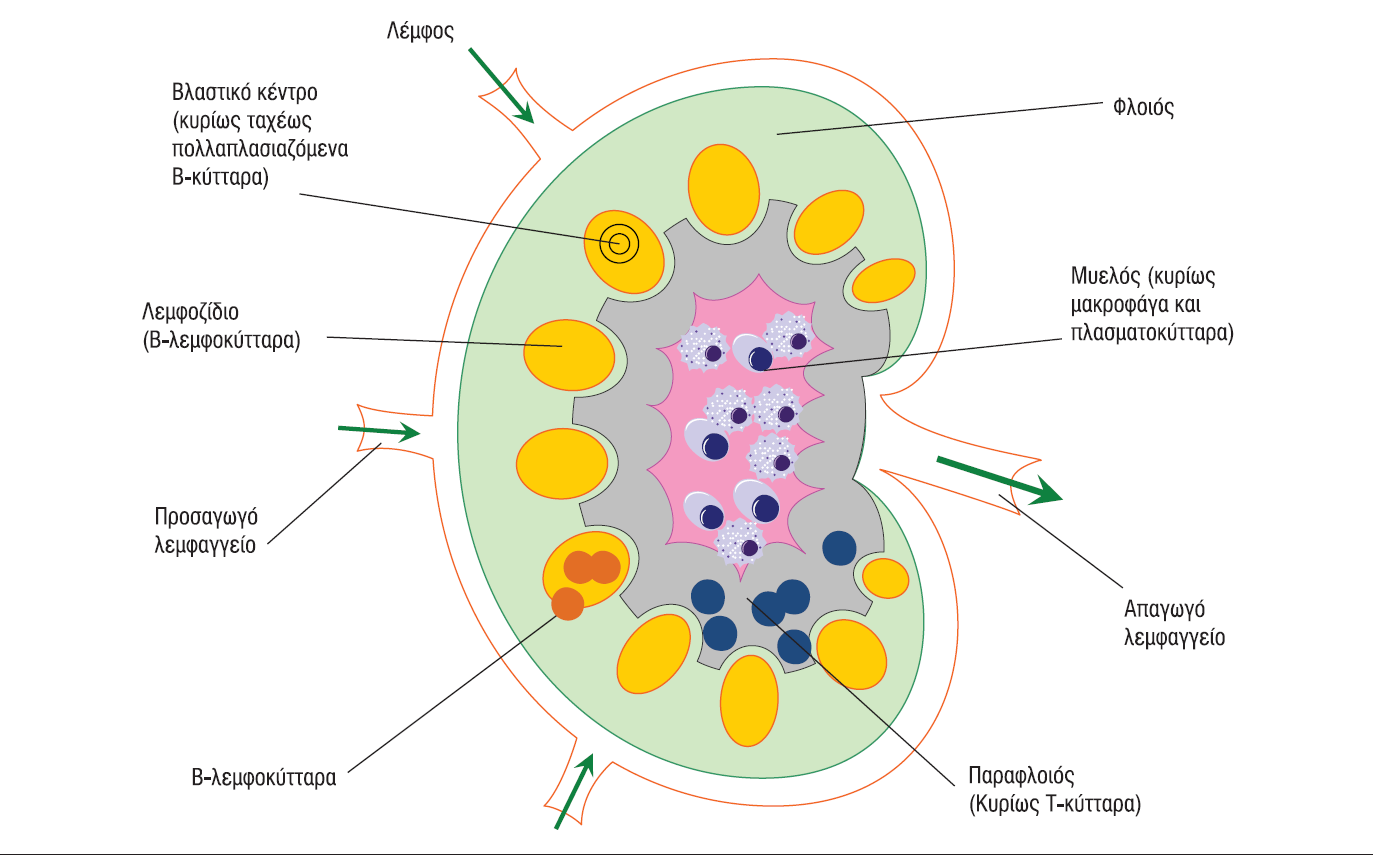 Λέμφος
Βλαστικό κέντρο
(κυρίως ταχέως
πολλαπλασιαζόμενα
Β-κύτταρα)
Φλοιός
Μυελός (κυρίως
μακροφάγα και
πλασματοκύτταρα)
Λεμφοζίδιο
(Β-λεμφοκύτταρα)
Προσαγωγό
λεμφαγγείο
Απαγωγό
λεμφαγγείο
Β-λεμφοκύτταρα
Παραφλοιός
(Κυρίως Τ-κύτταρα)